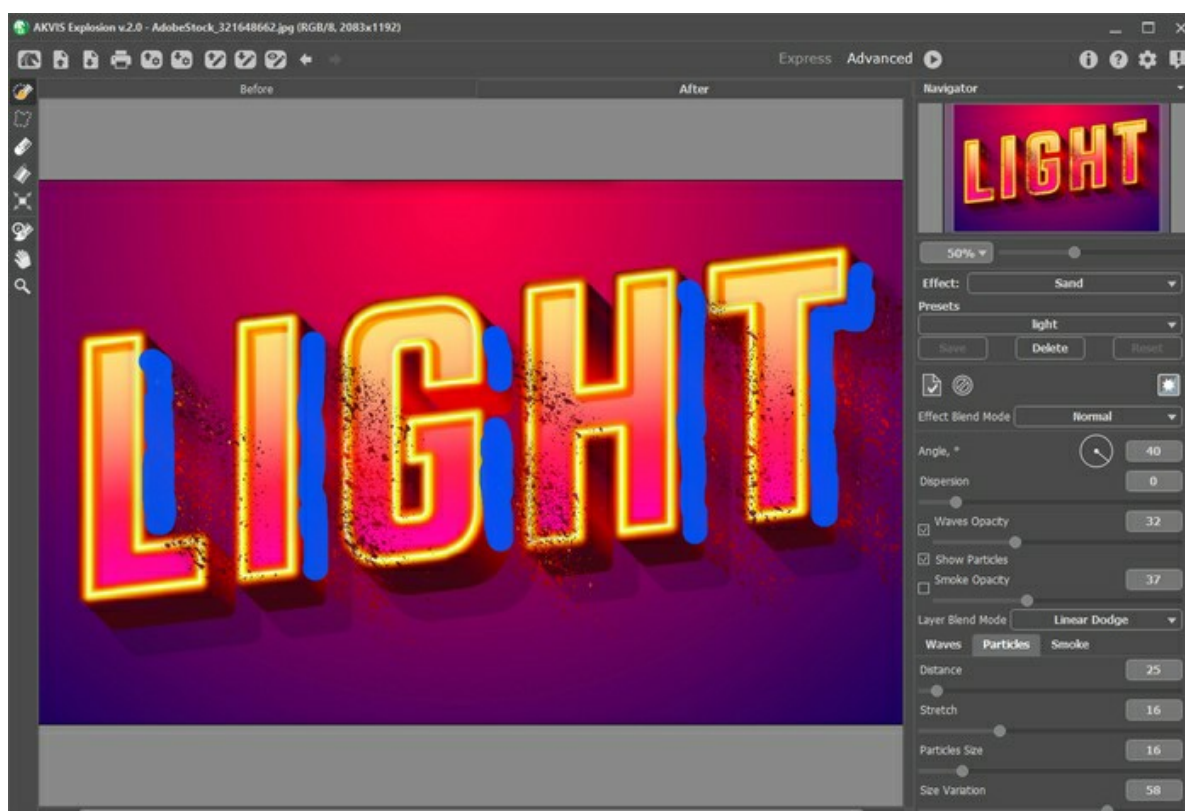 AKVIS Explosion v.2.0 - AdobeStock_321648662.jpg (RGB/8, 2083x1192)
Express Advanced
Before After
Navigator
LIGHT
50%
Effect: Sand
Presets
light
Save Delete Reset
Effect Blend Mode Normal
Angle, ° 40
Dispersion 0
Waves Opacity 32
Show Particles
Smoke Opacity 37
Layer Blend Mode Linear Dodge
Waves Particles Smoke
Distance 25
Stretch 16
Particles Size 16
Size Variation 58
LIGHT